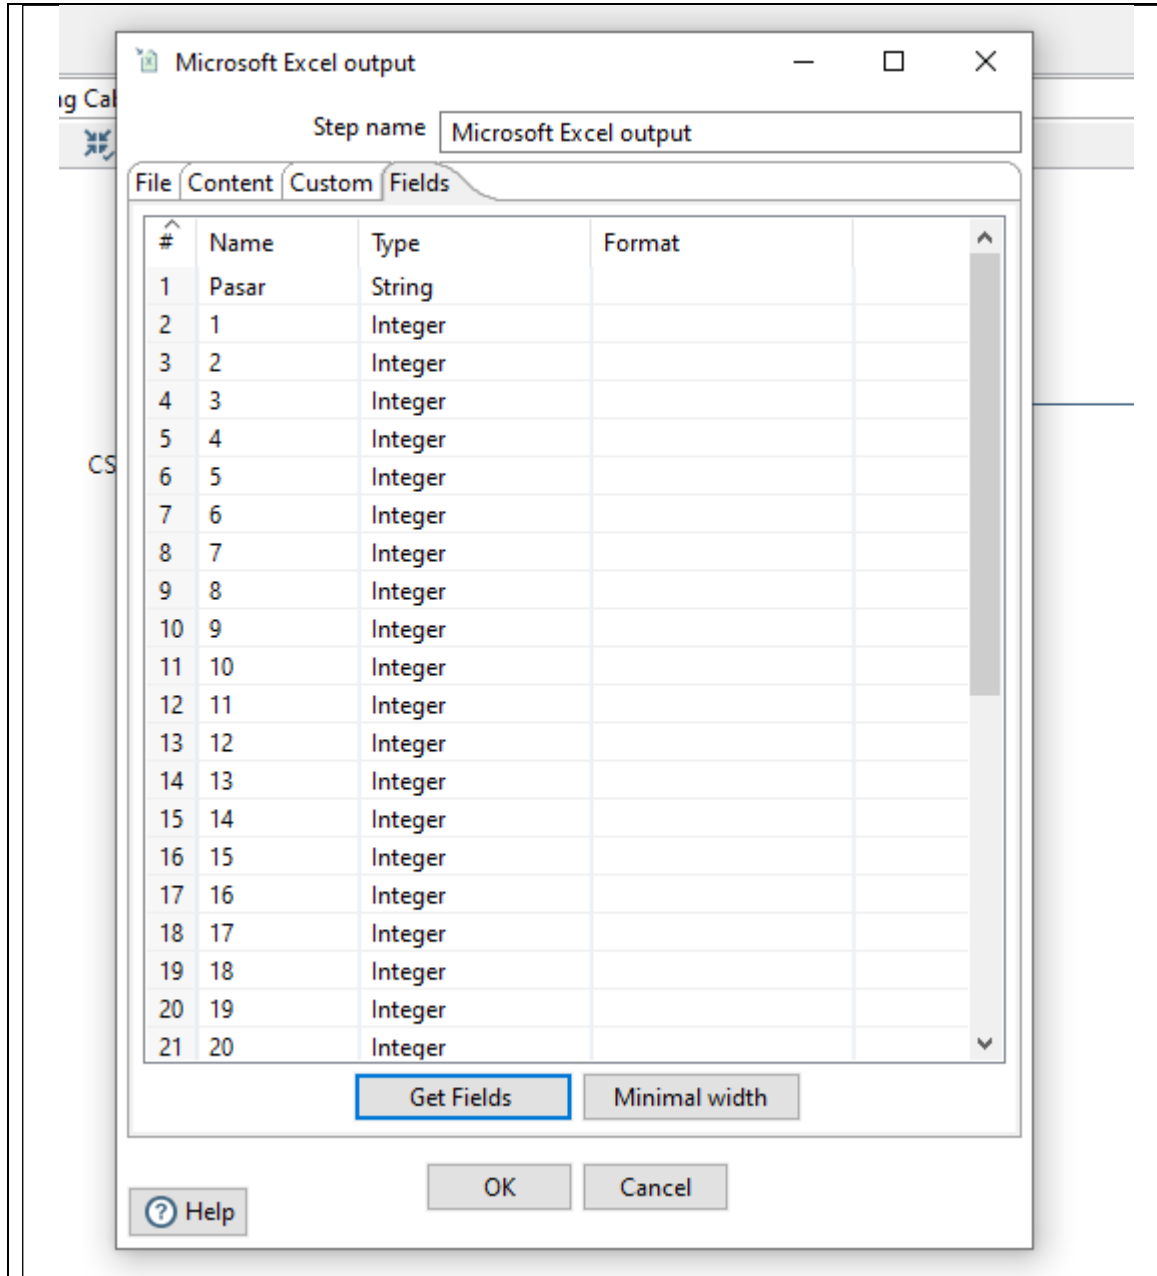 Microsoft Excel output
Step name Microsoft Excel output
File Content Custom Fields
# Name Type Format
1 Pasar String
2 1 Integer
3 2 Integer
4 3 Integer
5 4 Integer
CS
6 5 Integer
7 6 Integer
8 7 Integer
9 8 Integer
10 9 Integer
11 10 Integer
12 11 Integer
13 12 Integer
14 13 Integer
15 14 Integer
16 15 Integer
17 16 Integer
18 17 Integer
19 18 Integer
20 19 Integer
21 20 Integer
Get Fields Minimal width
OK Cancel
Help